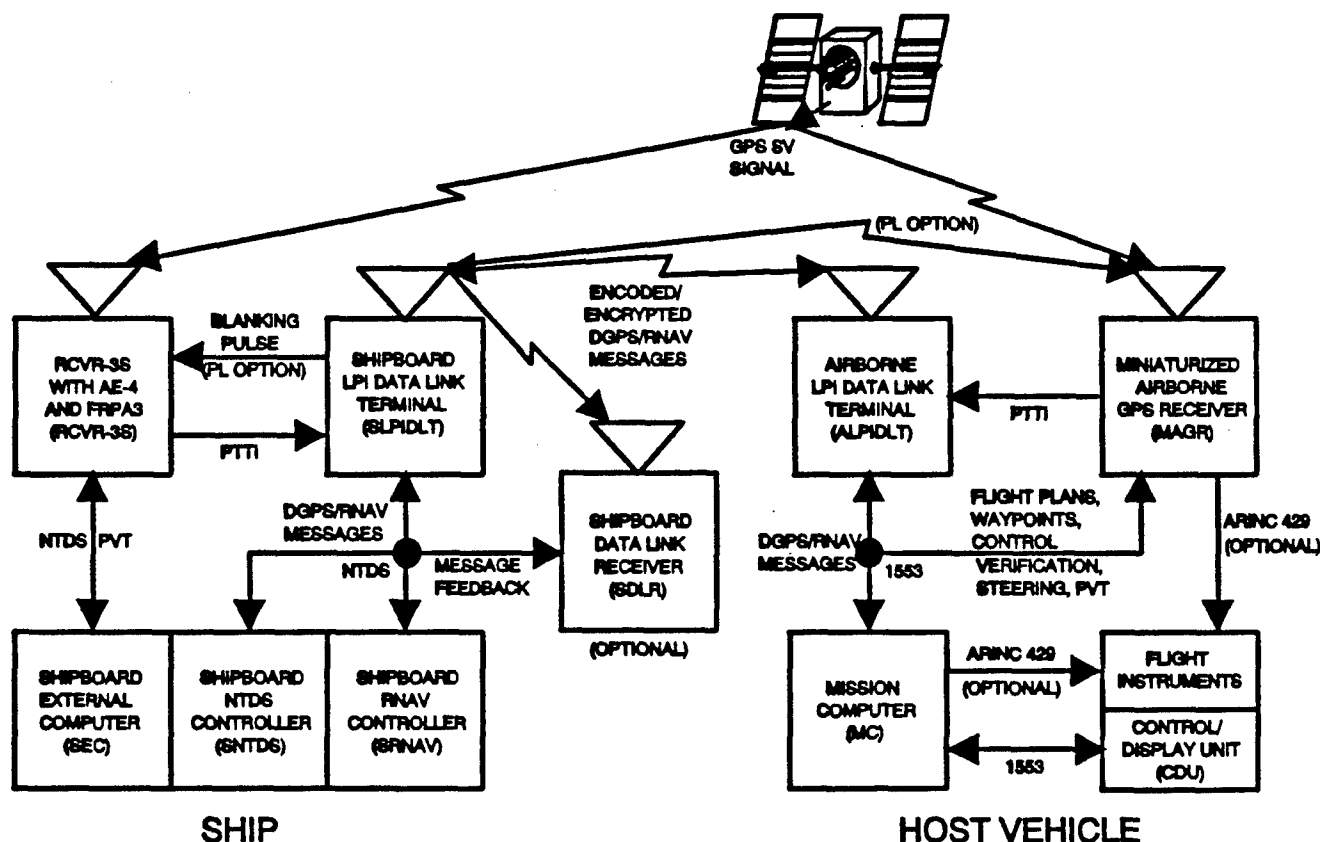 GPS SV
SIGNAL
(PL OPTION)
BLANKING
PULSE
(PL OPTION)
RCVR-3S
WITH AE-4
AND FRPA3
(RCVR-3S)
PTTI
SHIPBOARD
LPI DATA LINK
TERMINAL
(SLPIDLT)
ENCODED/
ENCRYPTED
DGPS/RNAV
MESSAGES
AIRBORNE
LPI DATA LINK
TERMINAL
(ALPIDLT)
PTTI
MINIATURIZED
AIRBORNE
GPS RECEIVER
(MAGR)
NTDS PVT
DGPS/RNAV
MESSAGES
NTDS
MESSAGE
FEEDBACK
SHIPBOARD
DATA LINK
RECEIVER
(SDLR)
(OPTIONAL)
DGPS/RNAV
MESSAGES
1553
FLIGHT PLANS,
WAYPOINTS,
CONTROL
VERIFICATION,
STEERING, PVT
ARINC 429
(OPTIONAL)
SHIPBOARD
EXTERNAL
COMPUTER
(SEC)
SHIPBOARD
NTDS
CONTROLLER
(SNTDS)
SHIPBOARD
RNAV
CONTROLLER
(SRNAV)
MISSION
COMPUTER
(MC)
ARINC 429
(OPTIONAL)
1553
FLIGHT
INSTRUMENTS
CONTROL/
DISPLAY UNIT
(CDU)
SHIP
HOST VEHICLE